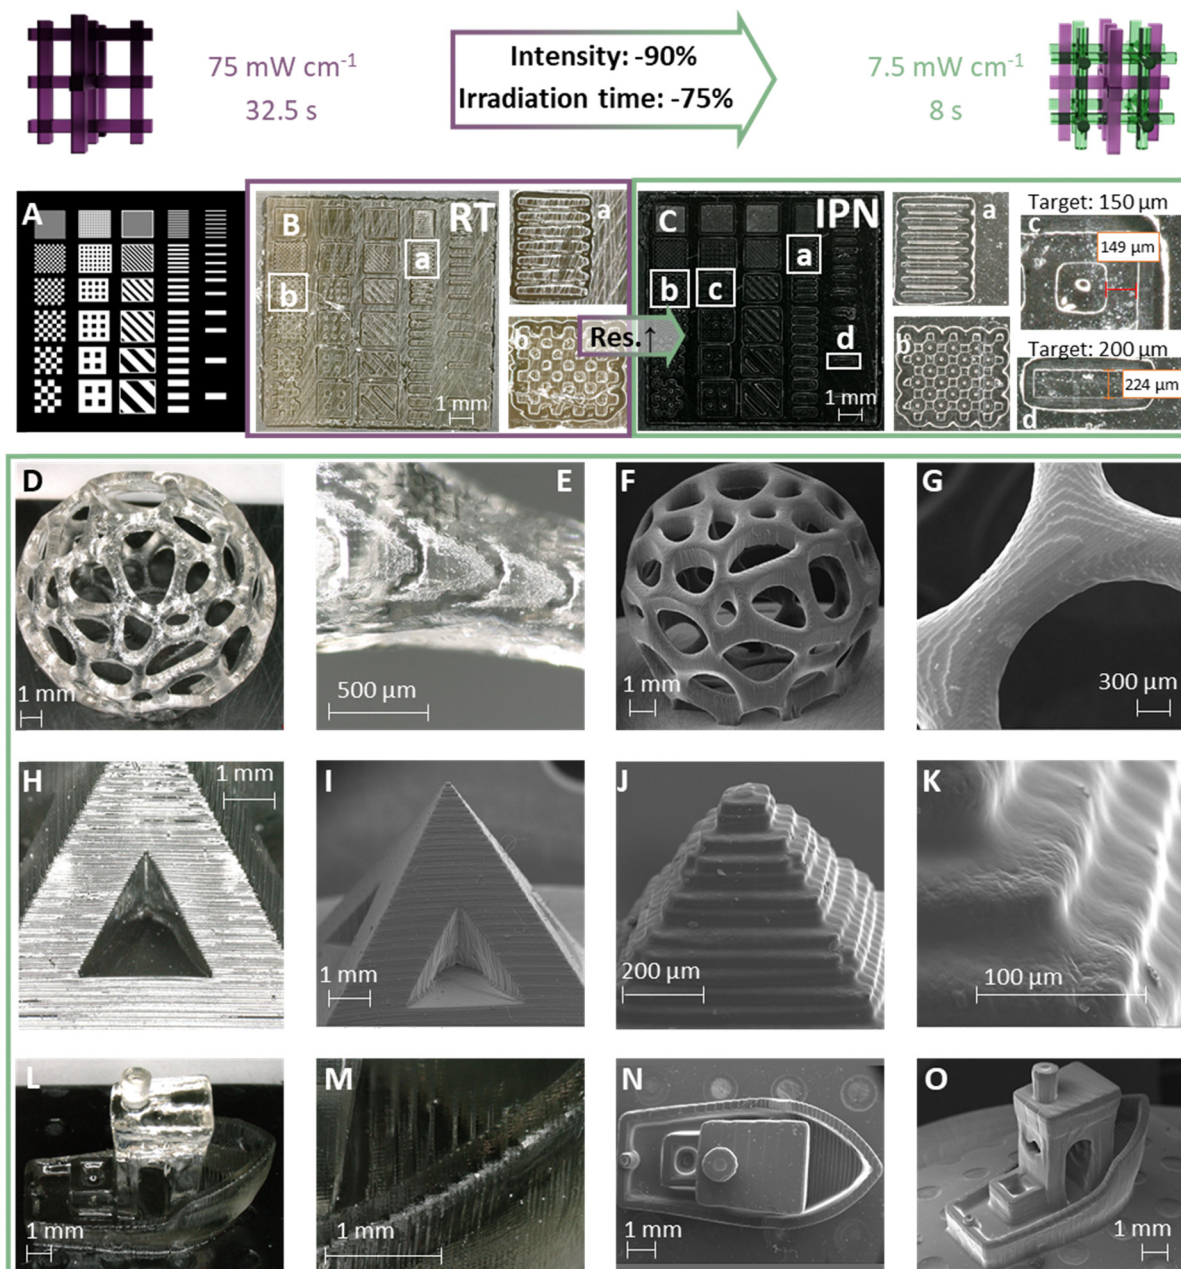 75 mW cm-1
32.5 s
Intensity: -90%
Irradiation time: -75%
7.5 mW cm-1
8 s
A
B
RT
a
b
1 mm
a
b
Res.↑
C
IPN
a
b
c
d
1 mm
a
b
Target: 150 µm
c
149 µm
Target: 200 µm
224 µm
d
D
1 mm
E
500 µm
F
1 mm
G
300 µm
H
1 mm
I
1 mm
J
200 µm
K
100 µm
L
1 mm
M
1 mm
N
1 mm
O
1 mm